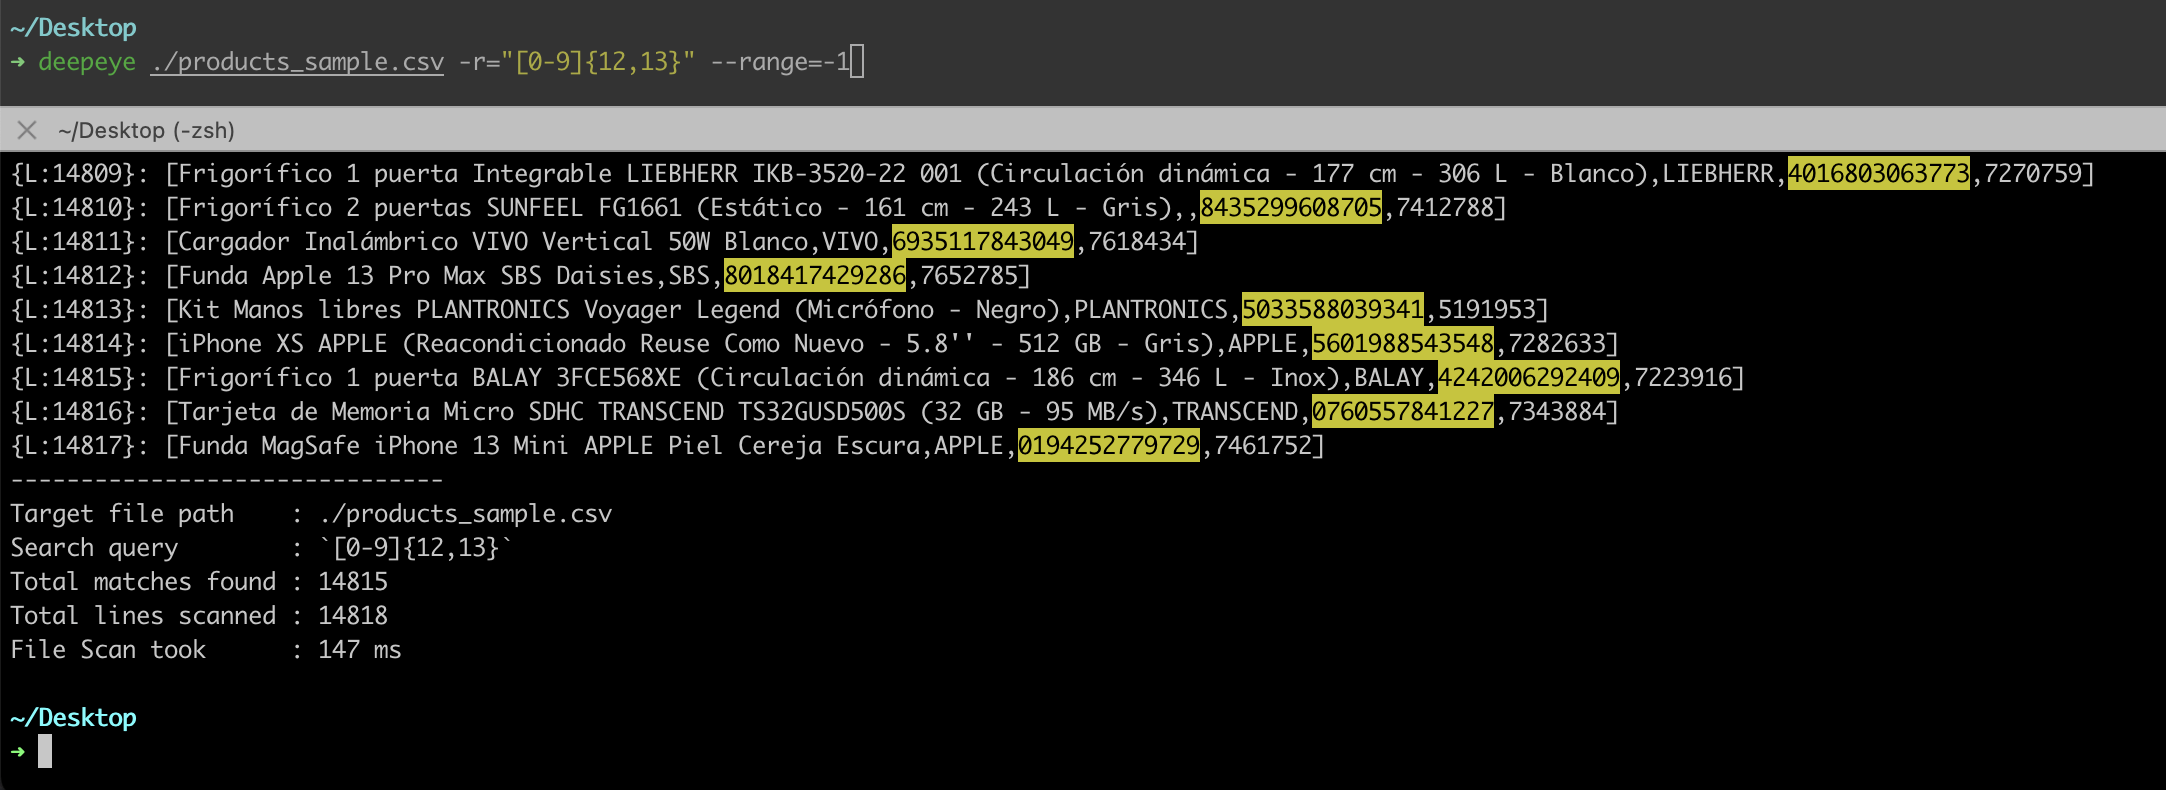 ~/Desktop
➜ deepeye ./products_sample.csv -r="[0-9]{12,13}" --range=-1
~/Desktop (-zsh)
{L:14809}: [Frigorífico 1 puerta Integrable LIEBHERR IKB-3520-22 001 (Circulación dinámica - 177 cm - 306 L - Blanco),LIEBHERR,4016803063773,7270759]
{L:14810}: [Frigorífico 2 puertas SUNFEEL FG1661 (Estático - 161 cm - 243 L - Gris),,8435299608705,7412788]
{L:14811}: [Cargador Inalámbrico VIVO Vertical 50W Blanco,VIVO,6935117843049,7618434]
{L:14812}: [Funda Apple 13 Pro Max SBS Daisies,SBS,8018417429286,7652785]
{L:14813}: [Kit Manos libres PLANTRONICS Voyager Legend (Micrófono - Negro),PLANTRONICS,5033588039341,5191953]
{L:14814}: [iPhone XS APPLE (Reacondicionado Reuse Como Nuevo - 5.8'' - 512 GB - Gris),APPLE,5601988543548,7282633]
{L:14815}: [Frigorífico 1 puerta BALAY 3FCE568XE (Circulación dinámica - 186 cm - 346 L - Inox),BALAY,4242006292409,7223916]
{L:14816}: [Tarjeta de Memoria Micro SDHC TRANSCEND TS32GUSD500S (32 GB - 95 MB/s),TRANSCEND,0760557841227,7343884]
{L:14817}: [Funda MagSafe iPhone 13 Mini APPLE Piel Cereja Escura,APPLE,0194252779729,7461752]
-------------------------------
Target file path    : ./products_sample.csv
Search query        : `[0-9]{12,13}`
Total matches found : 14815
Total lines scanned : 14818
File Scan took      : 147 ms
~/Desktop
➜